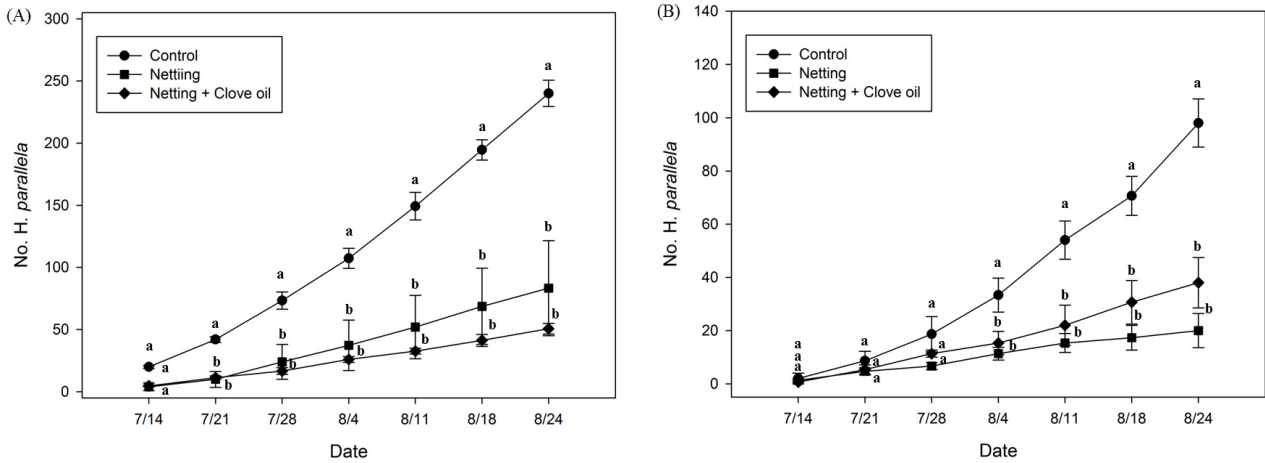 (A)
300
250
200
150
100
50
0
No. H. parallela
Control
Nettiing
Netting + Clove oil
a
a
a
a
a
a
a
a
a
b
b
b
b
b
b
b
b
b
b
b
b
7/14
7/21
7/28
8/4
8/11
8/18
8/24
Date
(B)
140
120
100
80
60
40
20
0
No. H. parallela
Control
Netting
Netting + Clove oil
a
a
a
a
a
a
a
a
a
a
a
a
a
b
b
b
b
b
b
b
b
7/14
7/21
7/28
8/4
8/11
8/18
8/24
Date